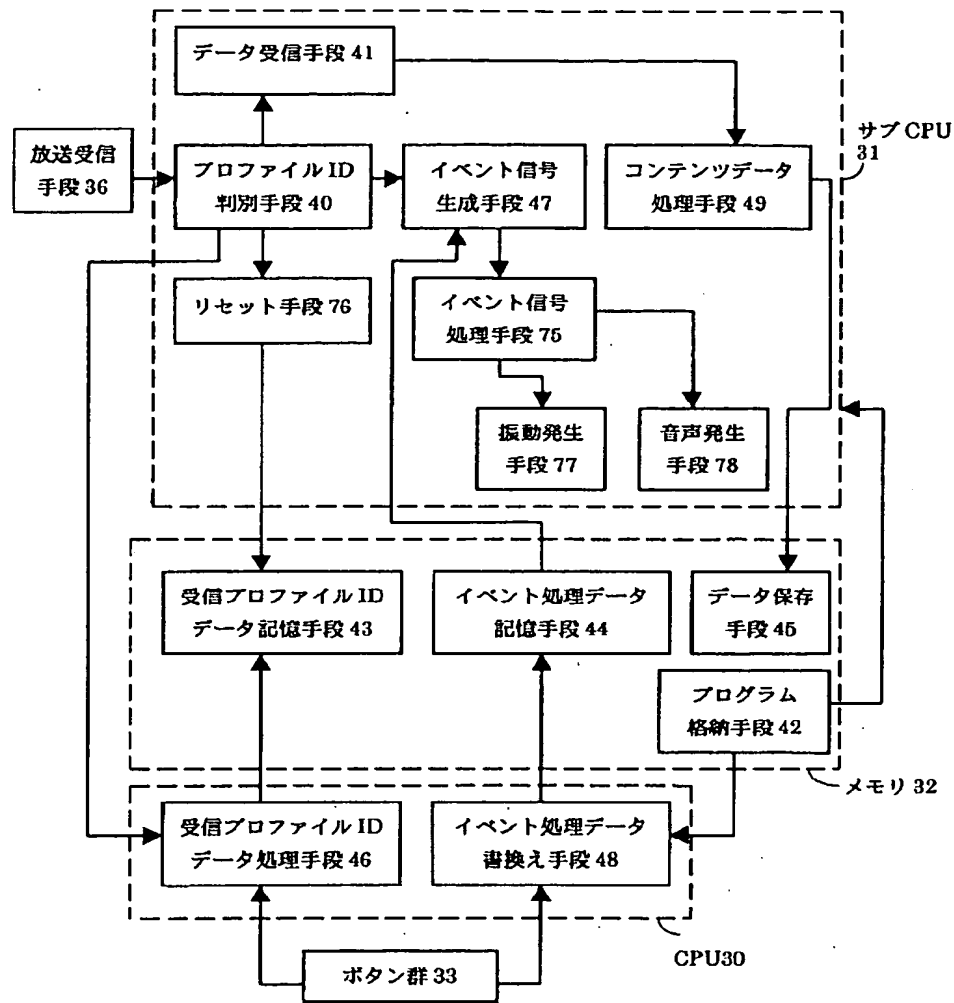 データ受信手段 41
サブ CPU
31
放送受信
手段 36
プロファイル ID
判別手段 40
イベント信号
生成手段 47
コンテンツデータ
処理手段 49
リセット手段 76
イベント信号
処理手段 75
振動発生
手段 77
音声発生
手段 78
受信プロファイル ID
データ記憶手段 43
イベント処理データ
記憶手段 44
データ保存
手段 45
プログラム
格納手段 42
メモリ 32
受信プロファイル ID
データ処理手段 46
イベント処理データ
書換え手段 48
CPU30
ボタン群 33